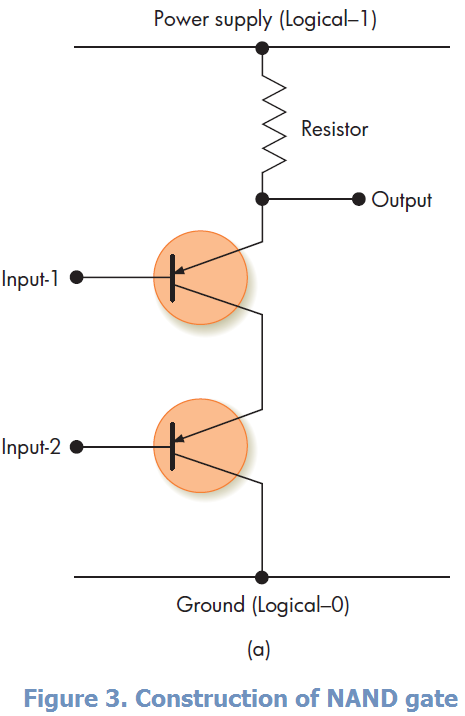 Power supply (Logical–1)
Resistor
Output
Input-1
Input-2
Ground (Logical–0)
(a)
Figure 3. Construction of NAND gate